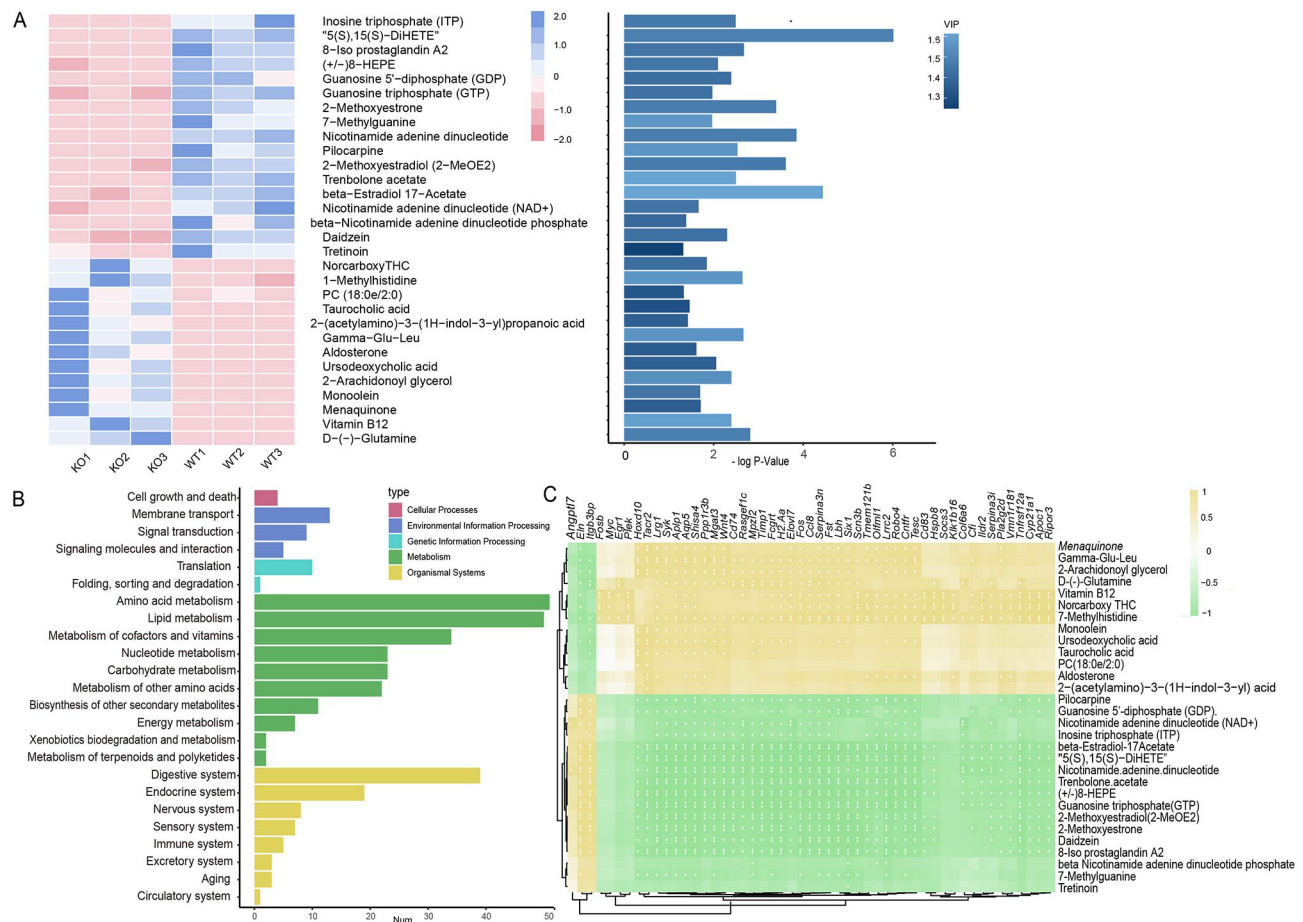 A
Inosine triphosphate (ITP)
"5(S),15(S)−DiHETE"
8-Iso prostaglandin A2
(+/−)8-HEPE
Guanosine 5'−diphosphate (GDP)
Guanosine triphosphate (GTP)
2−Methoxyestrone
7−Methylguanine
Nicotinamide adenine dinucleotide
Pilocarpine
2−Methoxyestradiol (2−MeOE2)
Trenbolone acetate
beta−Estradiol 17−Acetate
Nicotinamide adenine dinucleotide (NAD+)
beta−Nicotinamide adenine dinucleotide phosphate
Daidzein
Tretinoin
NorcarboxyTHC
1−Methylhistidine
PC (18:0e/2:0)
Taurocholic acid
2−(acetylamino)−3−(1H−indol−3−yl)propanoic acid
Gamma−Glu−Leu
Aldosterone
Ursodeoxycholic acid
2−Arachidonoyl glycerol
Monoolein
Menaquinone
Vitamin B12
D−(−)−Glutamine
KO1 KO2 KO3 WT1 WT2 WT3
2.0
1.0
0
−1.0
−2.0
0 2 4 6
- log P-Value
VIP
1.6
1.5
1.4
1.3
B
Cell growth and death
Membrane transport
Signal transduction
Signaling molecules and interaction
Translation
Folding, sorting and degradation
Amino acid metabolism
Lipid metabolism
Metabolism of cofactors and vitamins
Nucleotide metabolism
Carbohydrate metabolism
Metabolism of other amino acids
Biosynthesis of other secondary metabolites
Energy metabolism
Xenobiotics biodegradation and metabolism
Metabolism of terpenoids and polyketides
Digestive system
Endocrine system
Nervous system
Sensory system
Immune system
Excretory system
Aging
Circulatory system
0 10 20 30 40 50
Num
type
Cellular Processes
Environmental Information Processing
Genetic Information Processing
Metabolism
Organismal Systems
C
Angptl7 Eln Itgb3bp Fosb Myc Egr1 Plek Hoxd10 Tacr2 Lrg1 Syk Aplp1 Aqp5 Shisa4 Ppp1r3b Mgat3 Wnt4 Cd74 Rasgef1c Mpzl2 Timp1 Fcgrt H2.Aa Elovl7 Fos Ccl8 Serpina3n Fst Lbh Six1 Scn3b Tmem121b Olfml1 Lrrc2 Robo4 Cntfr Tesc Cd83 Hspb8 Socs3 Klk1b16 Col6a6 Cfi Ildr2 Serpina3i Pla2g2d Vmn1r181 Tnfrsf12a Cyp21a1 Apoc1 Ripor3
Menaquinone
Gamma-Glu-Leu
2-Arachidonyl glycerol
D-(-)-Glutamine
Vitamin B12
Norcarboxy THC
7-Methylhistidine
Monoolein
Ursodeoxycholic acid
Taurocholic acid
PC(18:0e/2:0)
Aldosterone
2−(acetylamino)−3−(1H−indol−3−yl) acid
Pilocarpine
Guanosine 5'-diphosphate (GDP).
Nicotinamide adenine dinucleotide (NAD+)
Inosine triphosphate (ITP)
beta-Estradiol-17Acetate
"5(S),15(S)−DiHETE"
Nicotinamide.adenine.dinucleotide
Trenbolone.acetate
(+/−)8-HEPE
Guanosine triphosphate(GTP)
2-Methoxyestradiol(2-MeOE2)
2-Methoxyestrone
Daidzein
8-Iso prostaglandin A2
beta Nicotinamide adenine dinucleotide phosphate
7-Methylguanine
Tretinoin
1
0.5
0
−0.5
−1